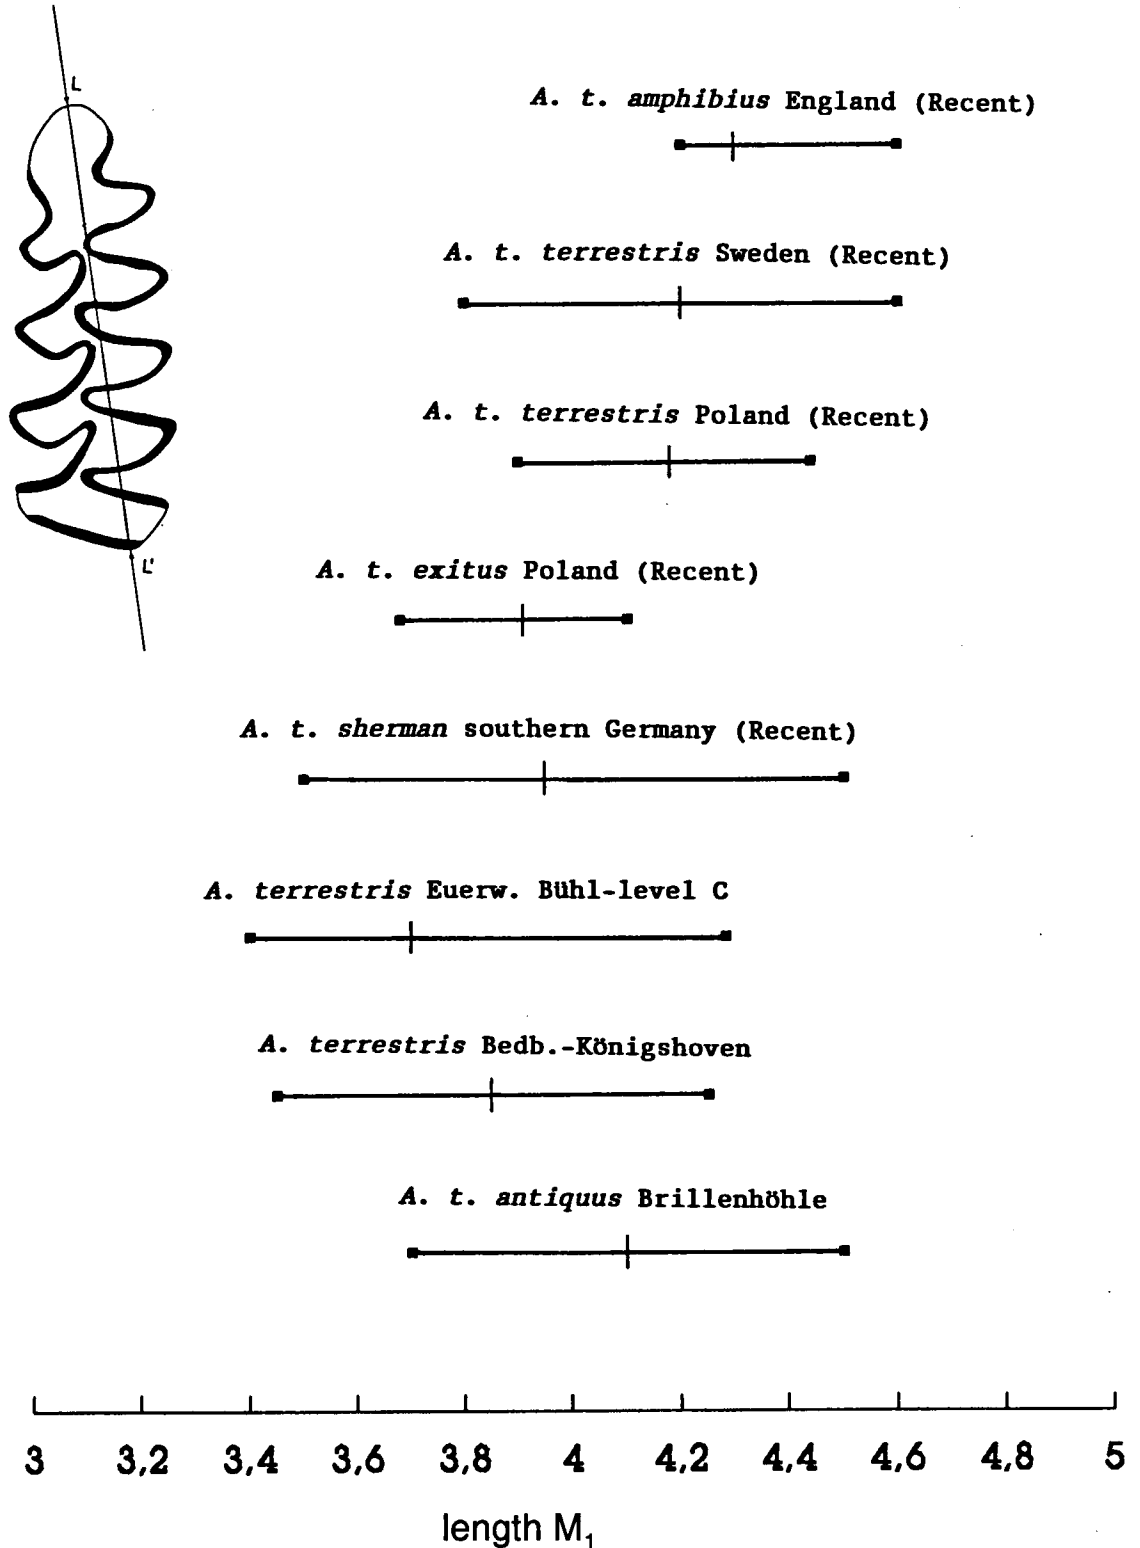 L
A. t. amphibius England (Recent)
A. t. terrestris Sweden (Recent)
A. t. terrestris Poland (Recent)
L'
A. t. exitus Poland (Recent)
A. t. sherman southern Germany (Recent)
A. terrestris Euerw. Bühl-level C
A. terrestris Bedb.-Königshoven
A. t. antiquus Brillenhöhle
3 3,2 3,4 3,6 3,8 4 4,2 4,4 4,6 4,8 5
length M₁